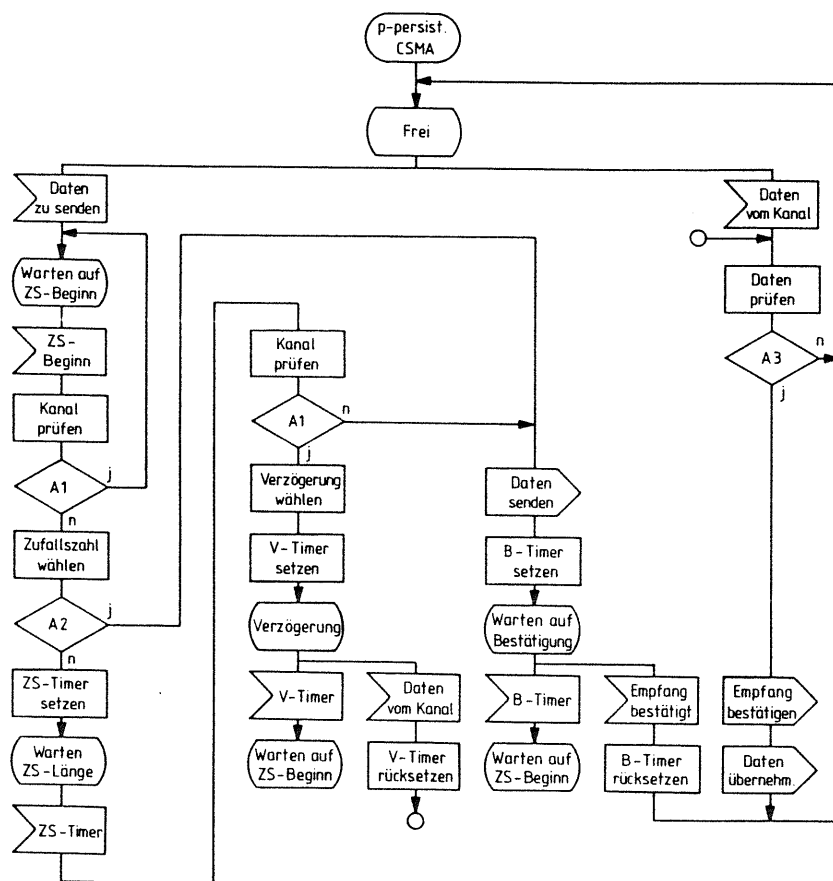 p-persist.
CSMA
Frei
Daten
zu senden
Warten auf
ZS-Beginn
ZS-
Beginn
Kanal
prüfen
A1
j
n
Zufallszahl
wählen
A2
j
n
ZS-Timer
setzen
Warten
ZS-Länge
ZS-Timer
Kanal
prüfen
A1
n
j
Verzögerung
wählen
V-Timer
setzen
Verzögerung
V-Timer
Warten auf
ZS-Beginn
Daten
vom Kanal
V-Timer
rücksetzen
Daten
senden
B-Timer
setzen
Warten auf
Bestätigung
B-Timer
Warten auf
ZS-Beginn
Empfang
bestätigt
B-Timer
rücksetzen
Daten
vom Kanal
Daten
prüfen
A3
n
j
Empfang
bestätigen
Daten
übernehm.